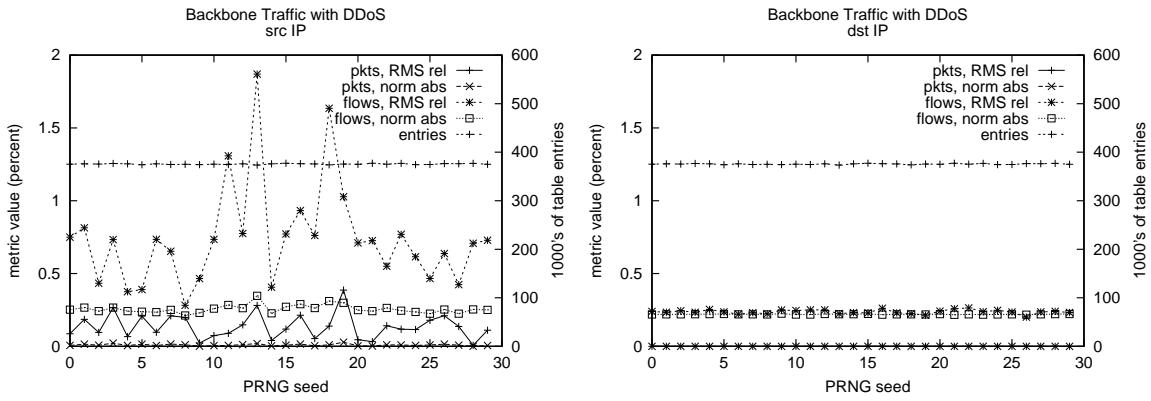 Backbone Traffic with DDoS
src IP
2
1.5
1
0.5
0
metric value (percent)
600
500
400
300
200
100
0
1000's of table entries
0 5 10 15 20 25 30
PRNG seed
pkts, RMS rel
pkts, norm abs
flows, RMS rel
flows, norm abs
entries
Backbone Traffic with DDoS
dst IP
2
1.5
1
0.5
0
metric value (percent)
600
500
400
300
200
100
0
1000's of table entries
0 5 10 15 20 25 30
PRNG seed
pkts, RMS rel
pkts, norm abs
flows, RMS rel
flows, norm abs
entries